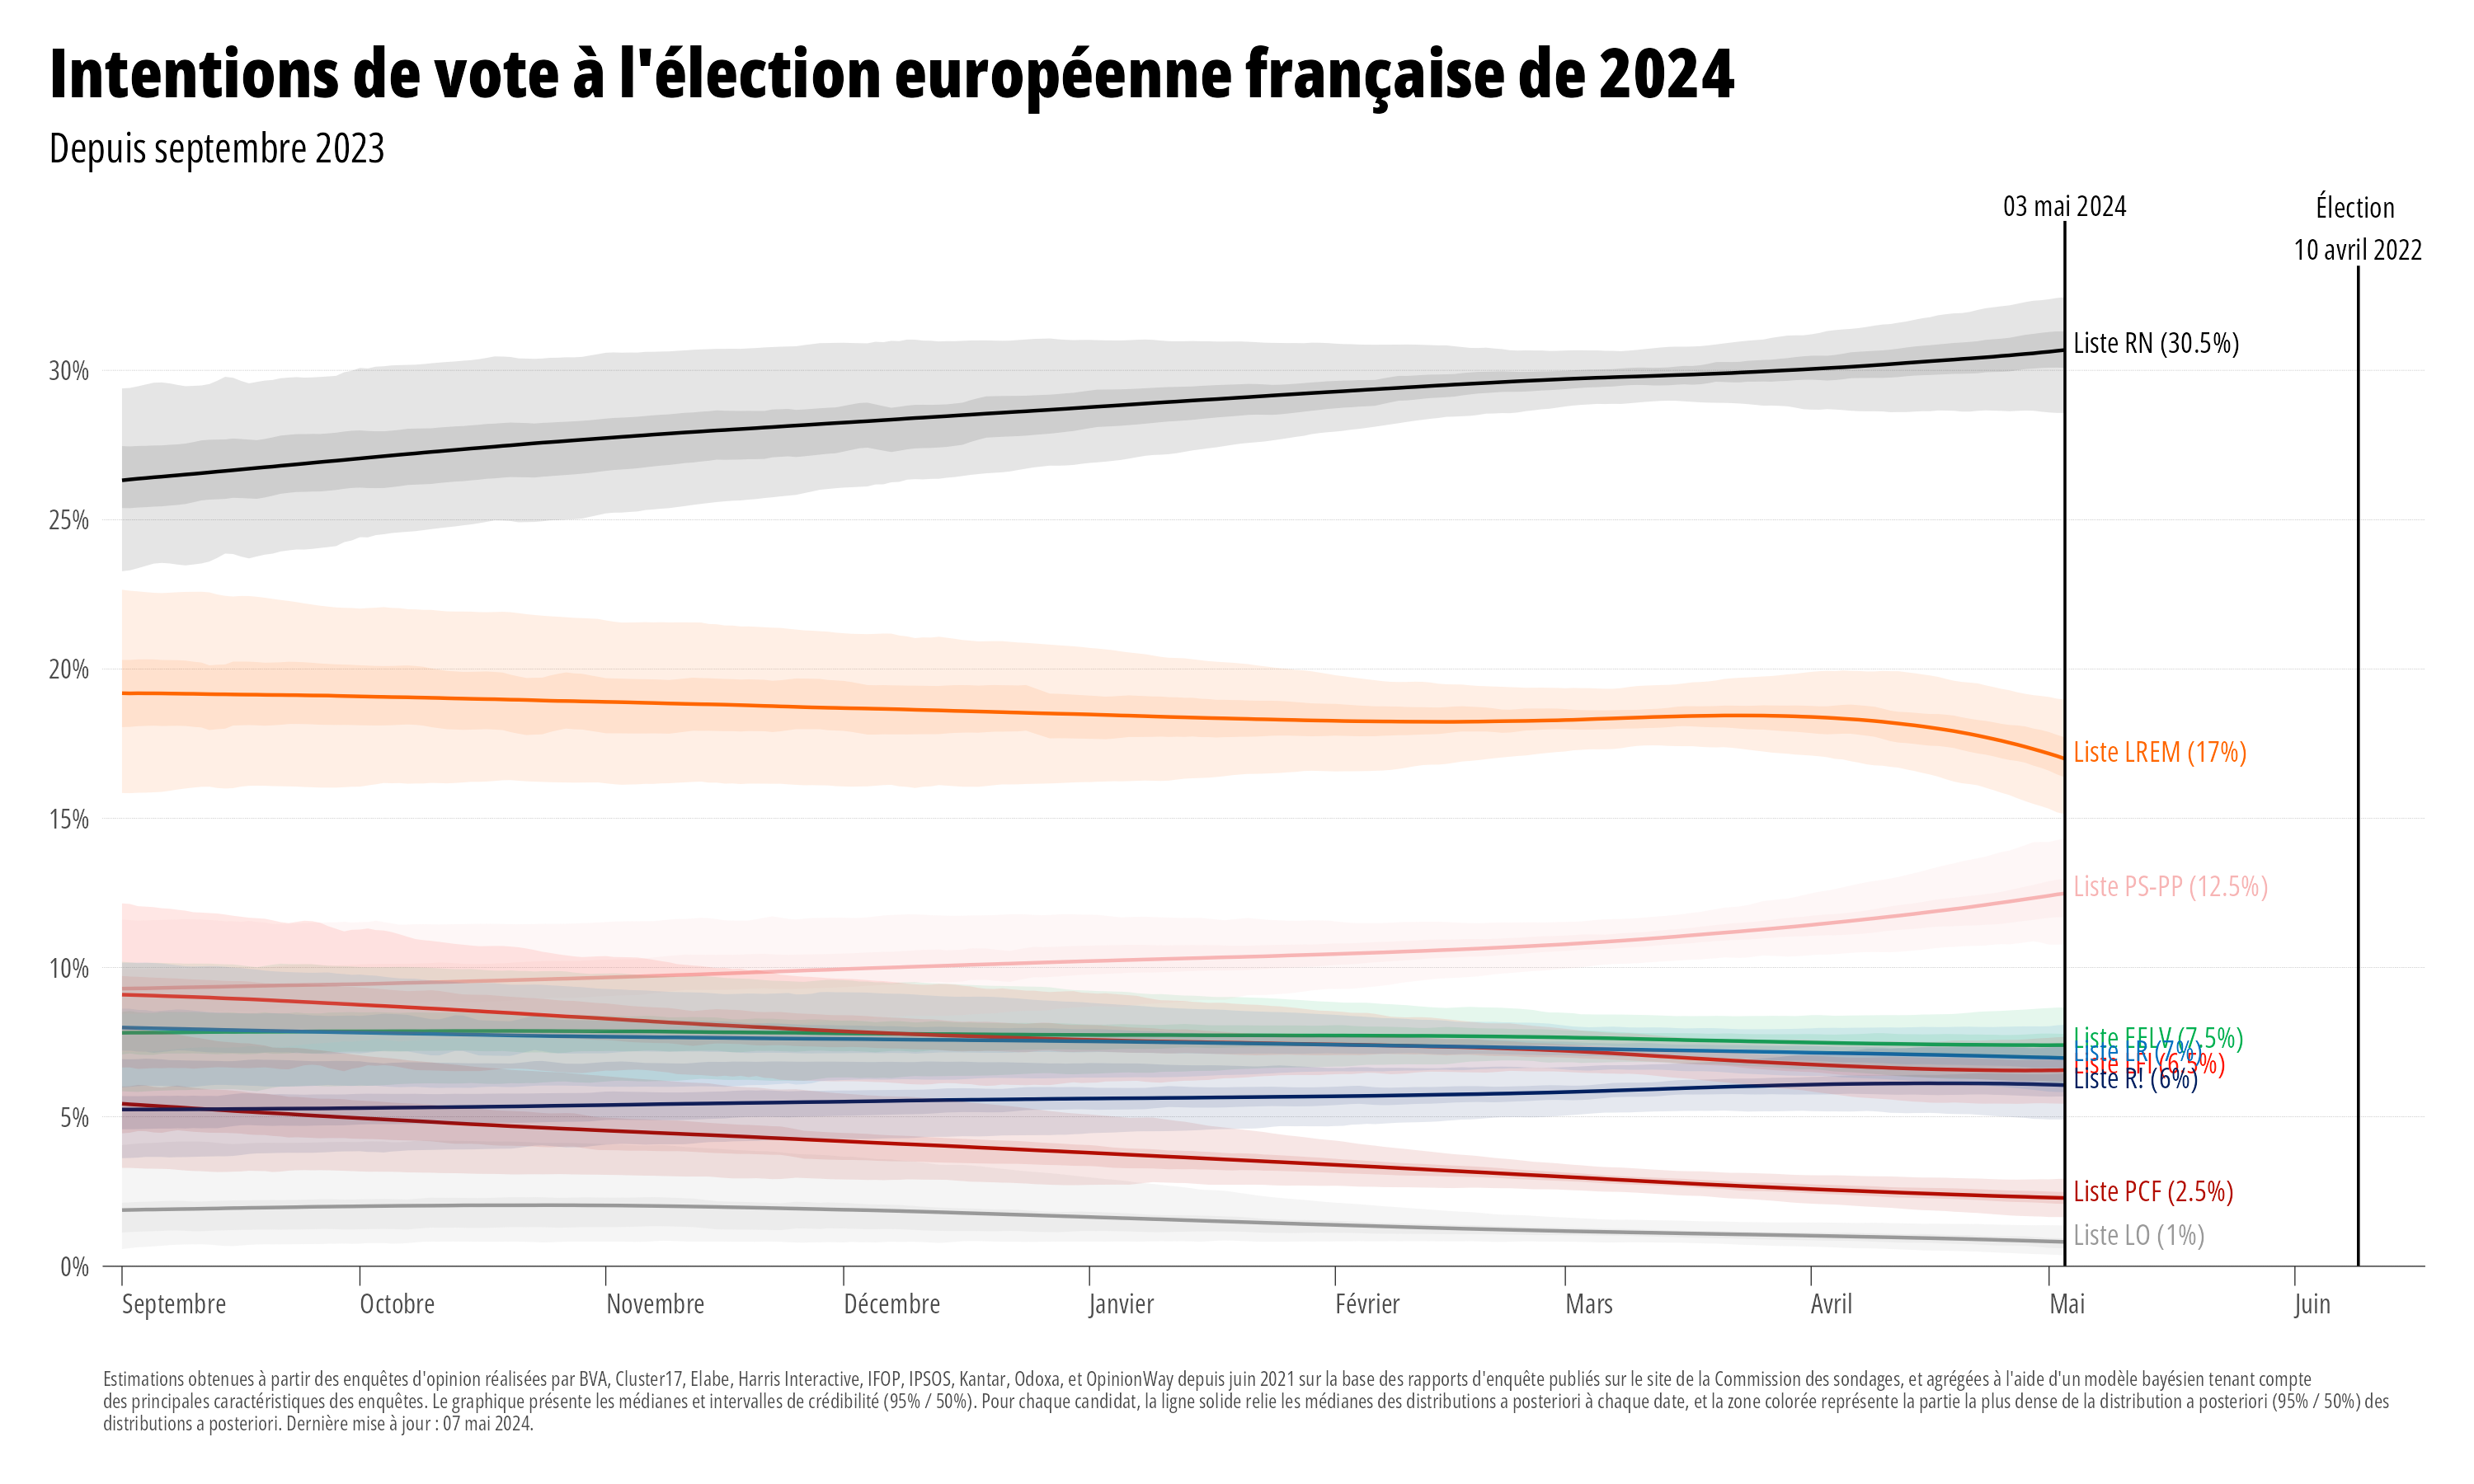 Intentions de vote à l'élection européenne française de 2024
Depuis septembre 2023
03 mai 2024
Élection
10 avril 2022
30%
25%
20%
15%
10%
5%
0%
Liste RN (30.5%)
Liste LREM (17%)
Liste PS-PP (12.5%)
Liste EELV (7.5%)
Liste LR (7%)
Liste LFI (6.5%)
Liste R! (6%)
Liste PCF (2.5%)
Liste LO (1%)
Septembre
Octobre
Novembre
Décembre
Janvier
Février
Mars
Avril
Mai
Juin
Estimations obtenues à partir des enquêtes d'opinion réalisées par BVA, Cluster17, Elabe, Harris Interactive, IFOP, IPSOS, Kantar, Odoxa, et OpinionWay depuis juin 2021 sur la base des rapports d'enquête publiés sur le site de la Commission des sondages, et agrégées à l'aide d'un modèle bayésien tenant compte
des principales caractéristiques des enquêtes. Le graphique présente les médianes et intervalles de crédibilité (95% / 50%). Pour chaque candidat, la ligne solide relie les médianes des distributions a posteriori à chaque date, et la zone colorée représente la partie la plus dense de la distribution a posteriori (95% / 50%) des
distributions a posteriori. Dernière mise à jour : 07 mai 2024.